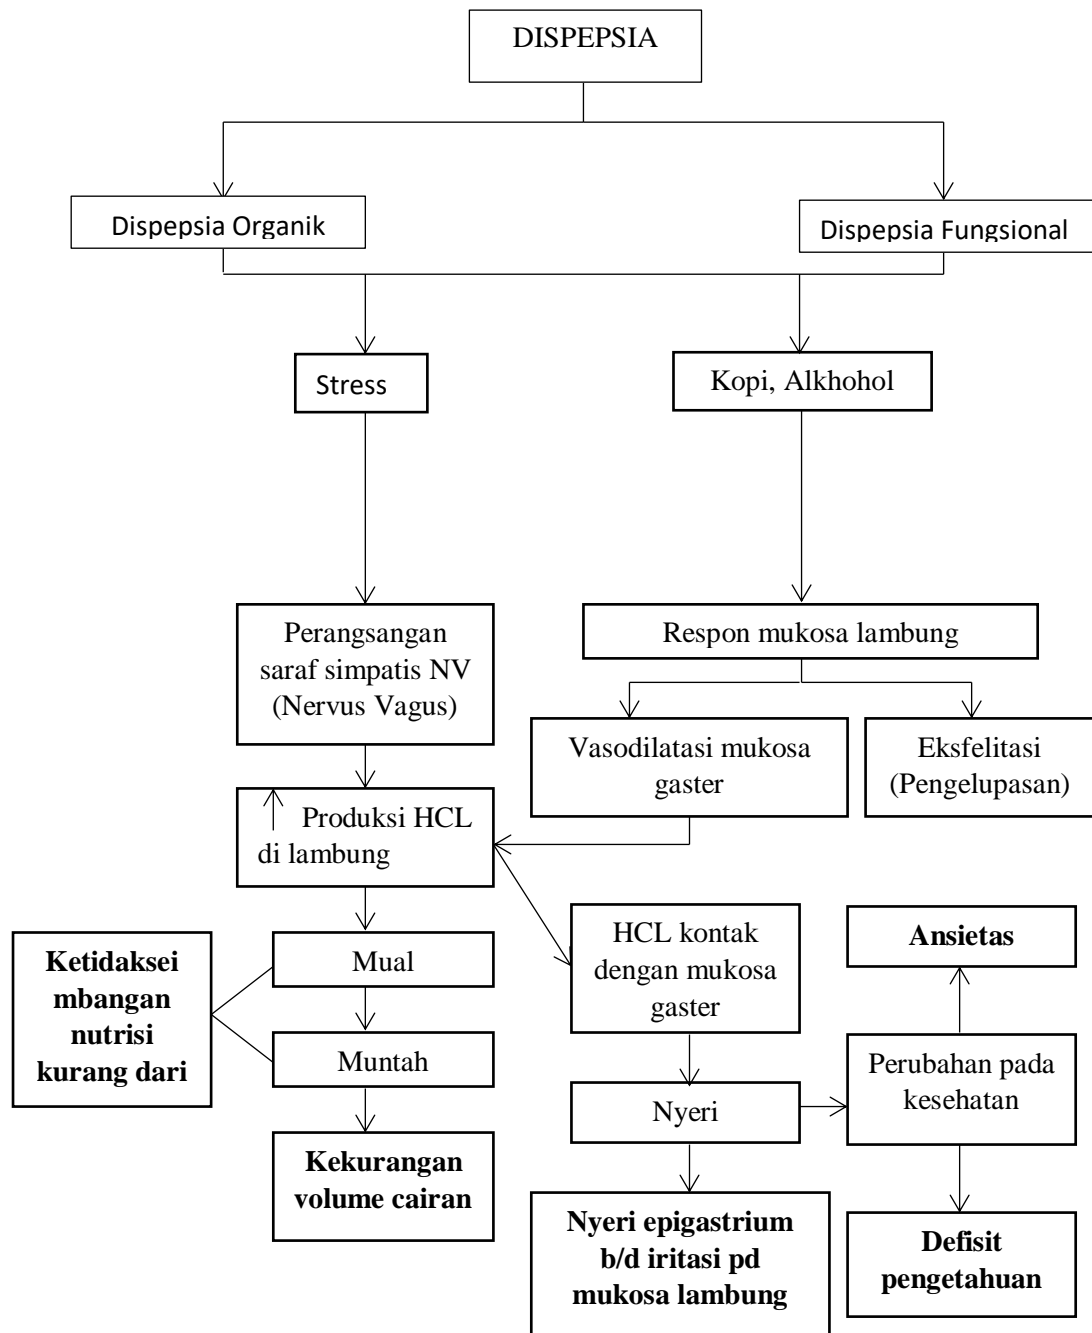 DISPEPSIA
Dispepsia Organik
Dispepsia Fungsional
Stress
Kopi, Alkhohol
Perangsangan
saraf simpatis NV
(Nervus Vagus)
Respon mukosa lambung
Vasodilatasi mukosa
gaster
Eksfelitasi
(Pengelupasan)
Produksi HCL
di lambung
Ketidaksei
mbangan
nutrisi
kurang dari
Mual
Muntah
Kekurangan
volume cairan
HCL kontak
dengan mukosa
gaster
Nyeri
Nyeri epigastrium
b/d iritasi pd
mukosa lambung
Ansietas
Perubahan pada
kesehatan
Defisit
pengetahuan